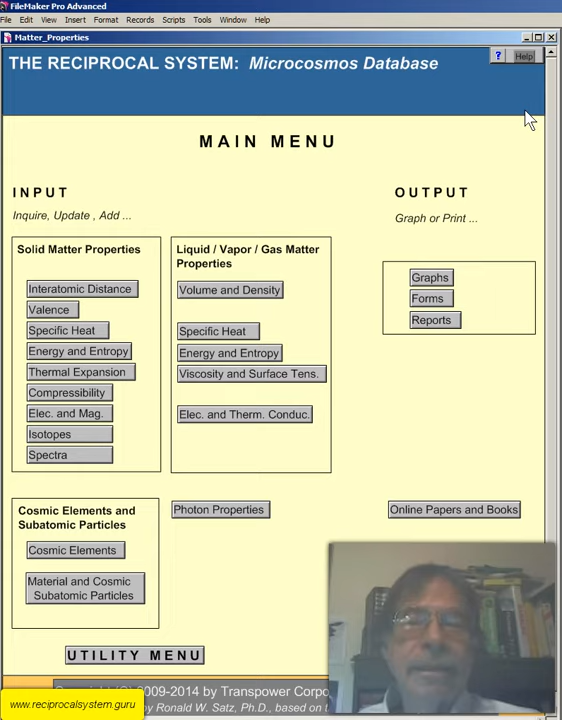 FileMaker Pro Advanced
File Edit View Insert Format Records Scripts Tools Window Help
Matter_Properties
THE RECIPROCAL SYSTEM: Microcosmos Database
? Help
MAIN MENU
INPUT
Inquire, Update , Add ...
OUTPUT
Graph or Print ...
Solid Matter Properties
Interatomic Distance
Valence
Specific Heat
Energy and Entropy
Thermal Expansion
Compressibility
Elec. and Mag.
Isotopes
Spectra
Liquid / Vapor / Gas Matter
Properties
Volume and Density
Specific Heat
Energy and Entropy
Viscosity and Surface Tens.
Elec. and Therm. Conduc.
Graphs
Forms
Reports
Cosmic Elements and
Subatomic Particles
Cosmic Elements
Material and Cosmic
Subatomic Particles
Photon Properties
Online Papers and Books
UTILITY MENU
2009-2014 by Transpower Corpo
by Ronald W. Satz, Ph.D., based on t
www.reciprocalsystem.guru